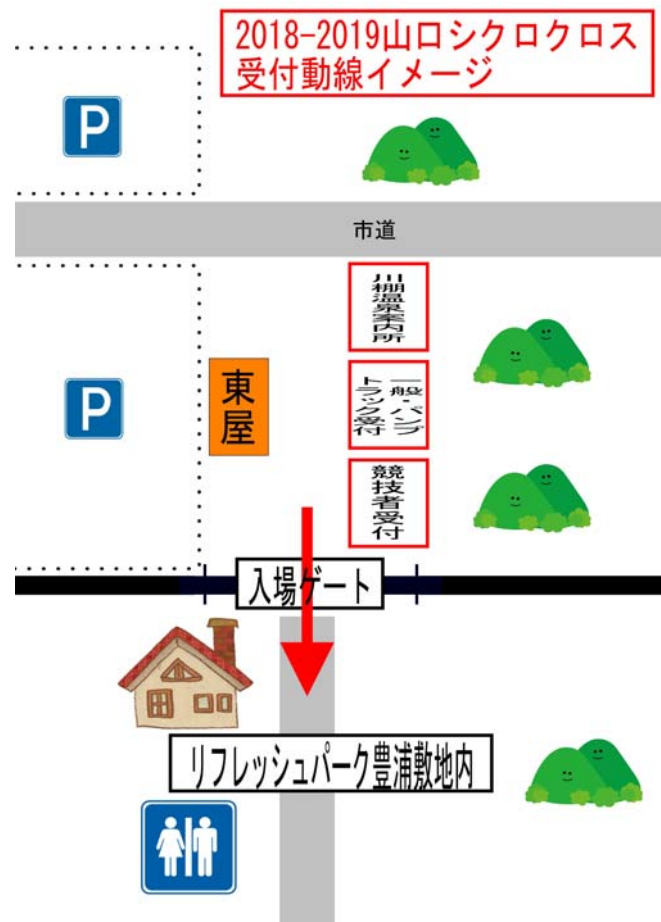 2018-2019山口シクロクロス
受付動線イメージ
P
市道
川棚温泉案内所
一般・パンプ
トラック受付
P
東屋
競技者受付
入場ゲート
リフレッシュパーク豊浦敷地内